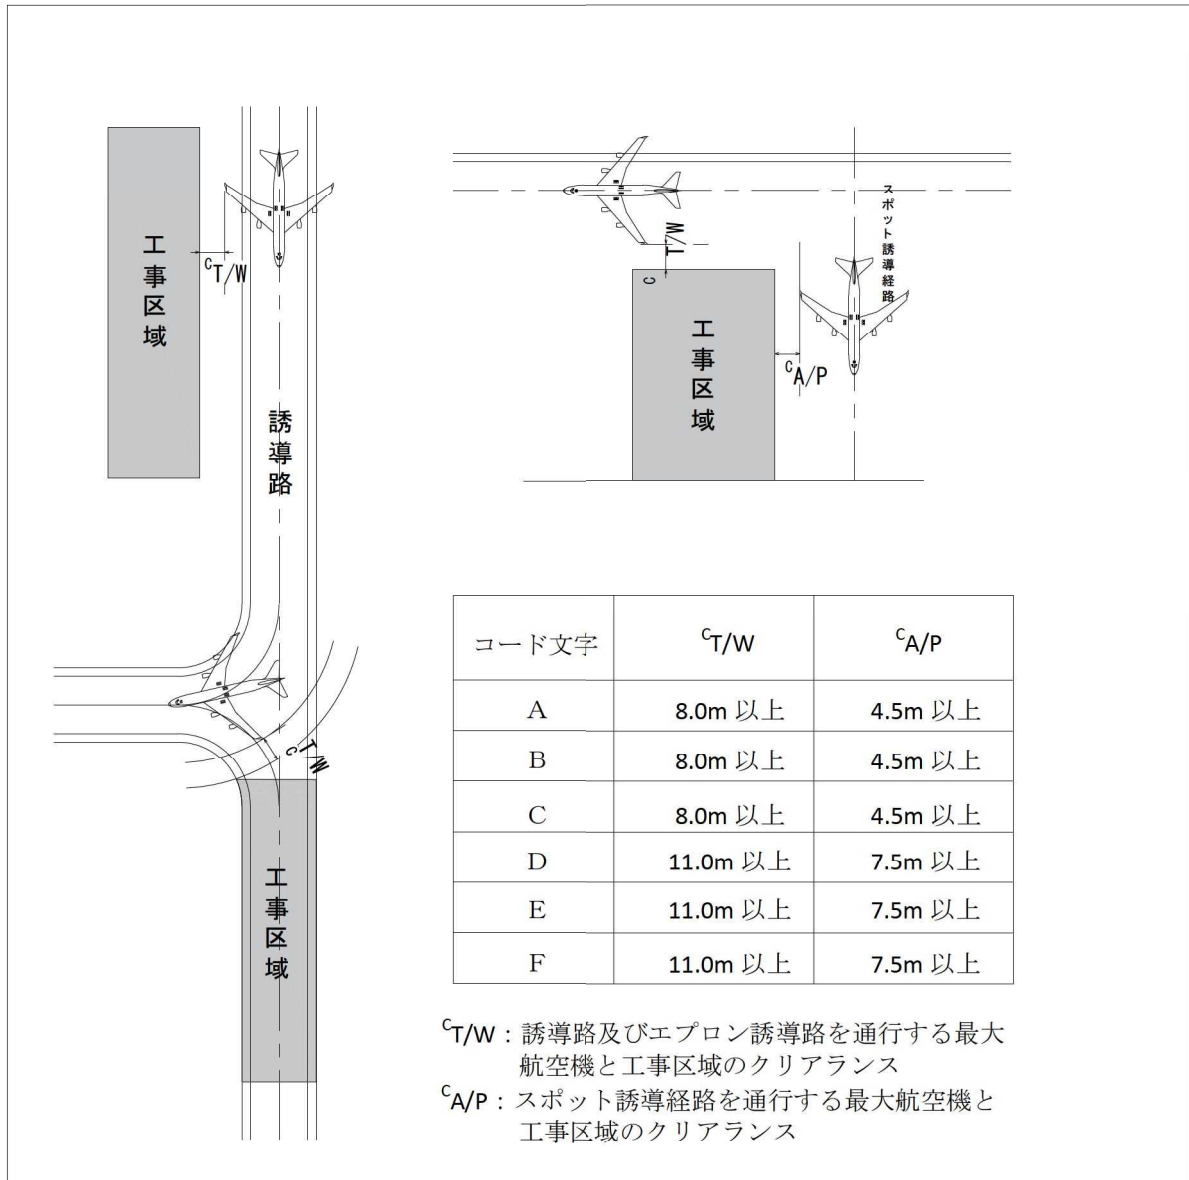 工事区域
CT/W
誘導路
CT/W
工事区域
スポット誘導経路
CT/W
工事区域
CA/P
コード文字 CT/W CA/P
A 8.0m 以上 4.5m 以上
B 8.0m 以上 4.5m 以上
C 8.0m 以上 4.5m 以上
D 11.0m 以上 7.5m 以上
E 11.0m 以上 7.5m 以上
F 11.0m 以上 7.5m 以上
CT/W：誘導路及びエプロン誘導路を通行する最大
航空機と工事区域のクリアランス
CA/P：スポット誘導経路を通行する最大航空機と
工事区域のクリアランス